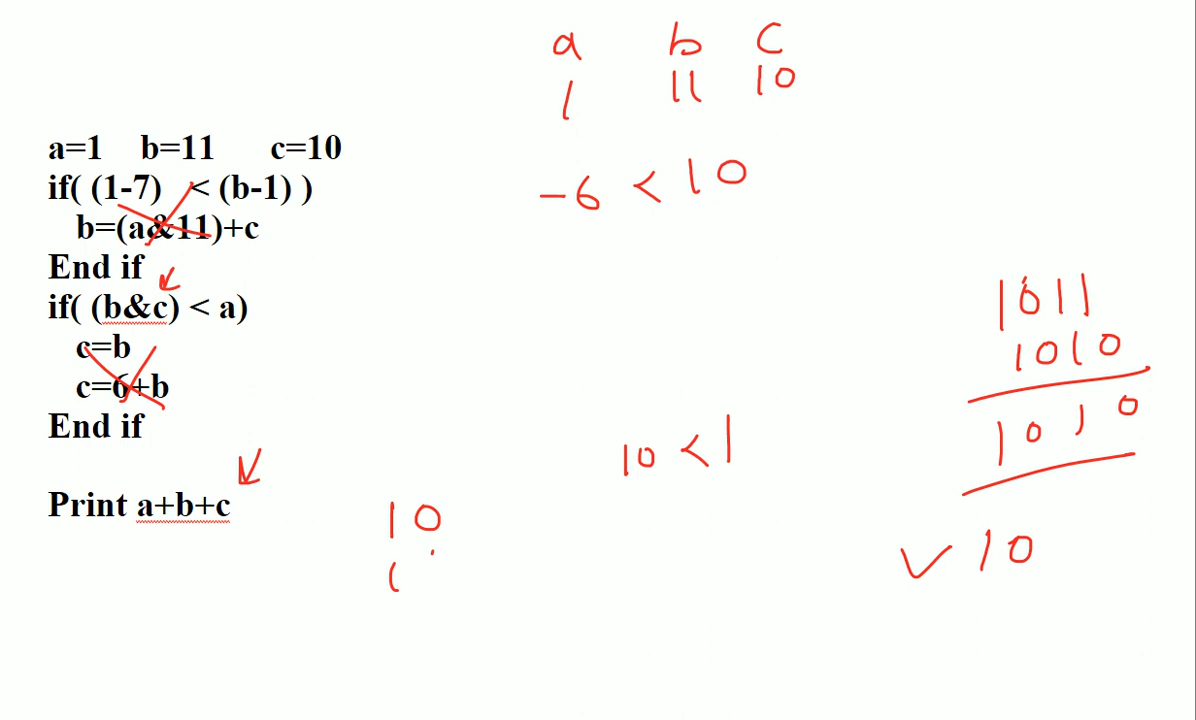 a b C
1 11 10
a=1 b=11 c=10
if( (1-7) < (b-1) )
-6 < 10
b=(a&11)+c
End if
if( (b&c) < a)
1011
c=b
1010
c=6+b
End if
1010
10 < 1
Print a+b+c
10
10